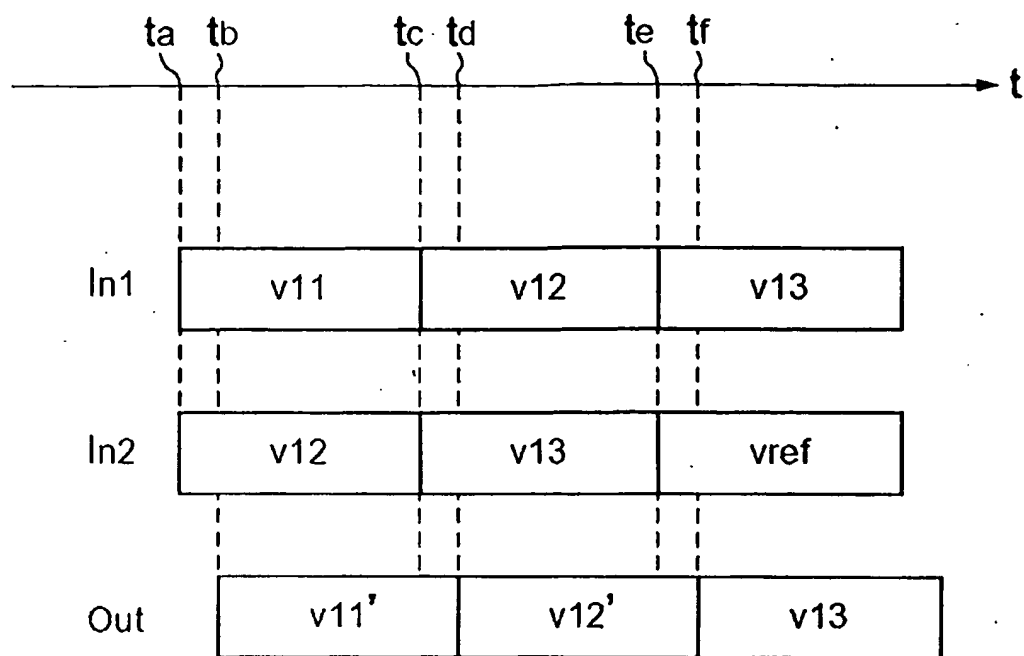 ta tb tc td te tf
t
In1 v11 v12 v13
In2 v12 v13 vref
Out v11' v12' v13